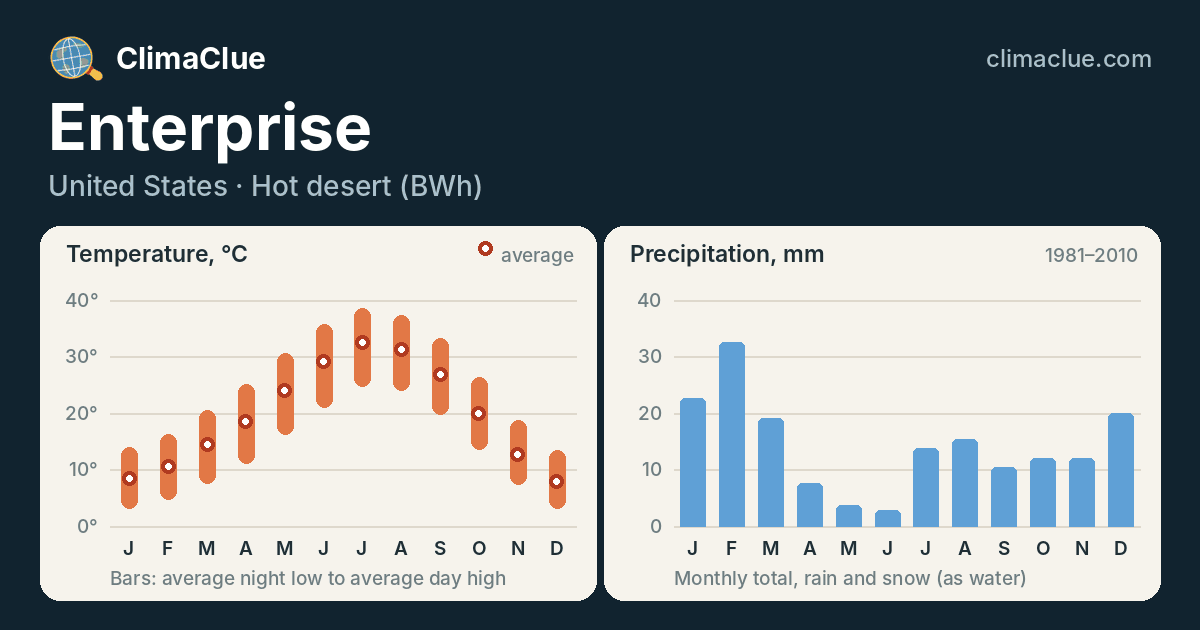 ClimaClue
climaclue.com
Enterprise
United States · Hot desert (BWh)
Temperature, °C
average
40°
30°
20°
10°
0°
J F M A M J J A S O N D
Bars: average night low to average day high
Precipitation, mm
1981–2010
40
30
20
10
0
J F M A M J J A S O N D
Monthly total, rain and snow (as water)